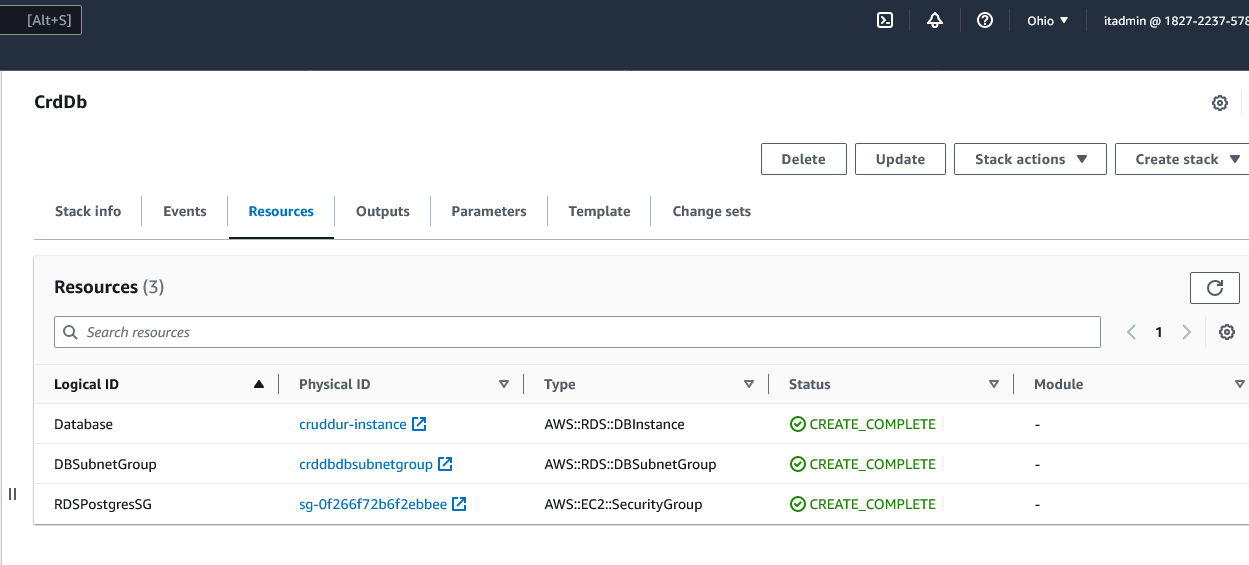 [Alt+S]
Ohio
itadmin @ 1827-2237-578
CrdDb
Delete
Update
Stack actions
Create stack
Stack info
Events
Resources
Outputs
Parameters
Template
Change sets
Resources (3)
Search resources
1
Logical ID
Physical ID
Type
Status
Module
Database
cruddur-instance
AWS::RDS::DBInstance
CREATE_COMPLETE
-
DBSubnetGroup
crddbdbsubnetgroup
AWS::RDS::DBSubnetGroup
CREATE_COMPLETE
-
RDSPostgresSG
sg-0f266f72b6f2ebbee
AWS::EC2::SecurityGroup
CREATE_COMPLETE
-